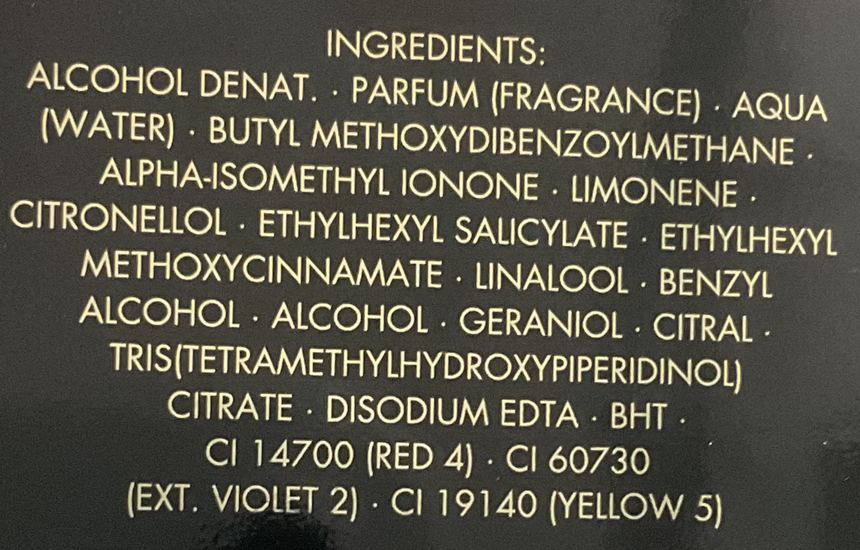 INGREDIENTS:
ALCOHOL DENAT. · PARFUM (FRAGRANCE) · AQUA
(WATER) · BUTYL METHOXYDIBENZOYLMETHANE ·
ALPHA-ISOMETHYL IONONE · LIMONENE ·
CITRONELLOL · ETHYLHEXYL SALICYLATE · ETHYLHEXYL
METHOXYCINNAMATE · LINALOOL · BENZYL
ALCOHOL · ALCOHOL · GERANIOL · CITRAL ·
TRIS(TETRAMETHYLHYDROXYPIPERIDINOL)
CITRATE · DISODIUM EDTA · BHT ·
CI 14700 (RED 4) · CI 60730
(EXT. VIOLET 2) · CI 19140 (YELLOW 5)